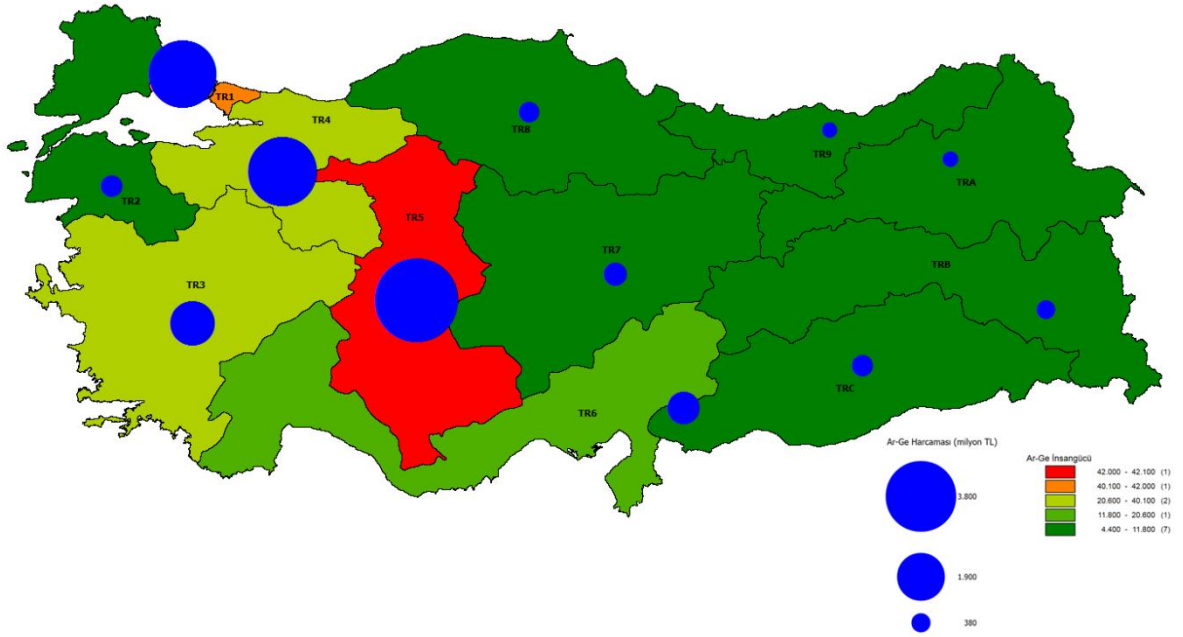 TR1
TR4
TR8
TR9
TRA
TR2
TR5
TR7
TRB
TR3
TRC
TR6
Ar-Ge Harcaması (milyon TL)
3.800
1.900
380
Ar-Ge İnsangücü
42.000 - 42.100 (1)
40.100 - 42.000 (1)
20.600 - 40.100 (2)
11.800 - 20.600 (1)
4.400 - 11.800 (7)